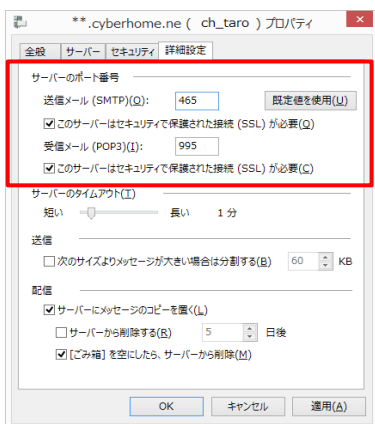 **.cyberhome.ne ( ch_taro ) プロパティ
全般 サーバー セキュリティ 詳細設定
サーバーのポート番号
送信メール (SMTP)(O): 465 既定値を使用(U)
このサーバーはセキュリティで保護された接続 (SSL) が必要(Q)
受信メール (POP3)(I): 995
このサーバーはセキュリティで保護された接続 (SSL) が必要(C)
サーバーのタイムアウト(T)
短い 長い 1 分
送信
次のサイズよりメッセージが大きい場合は分割する(B) 60 KB
配信
サーバーにメッセージのコピーを置く(L)
サーバーから削除する(R) 5 日後
[ごみ箱] を空にしたら、サーバーから削除(M)
OK キャンセル 適用(A)